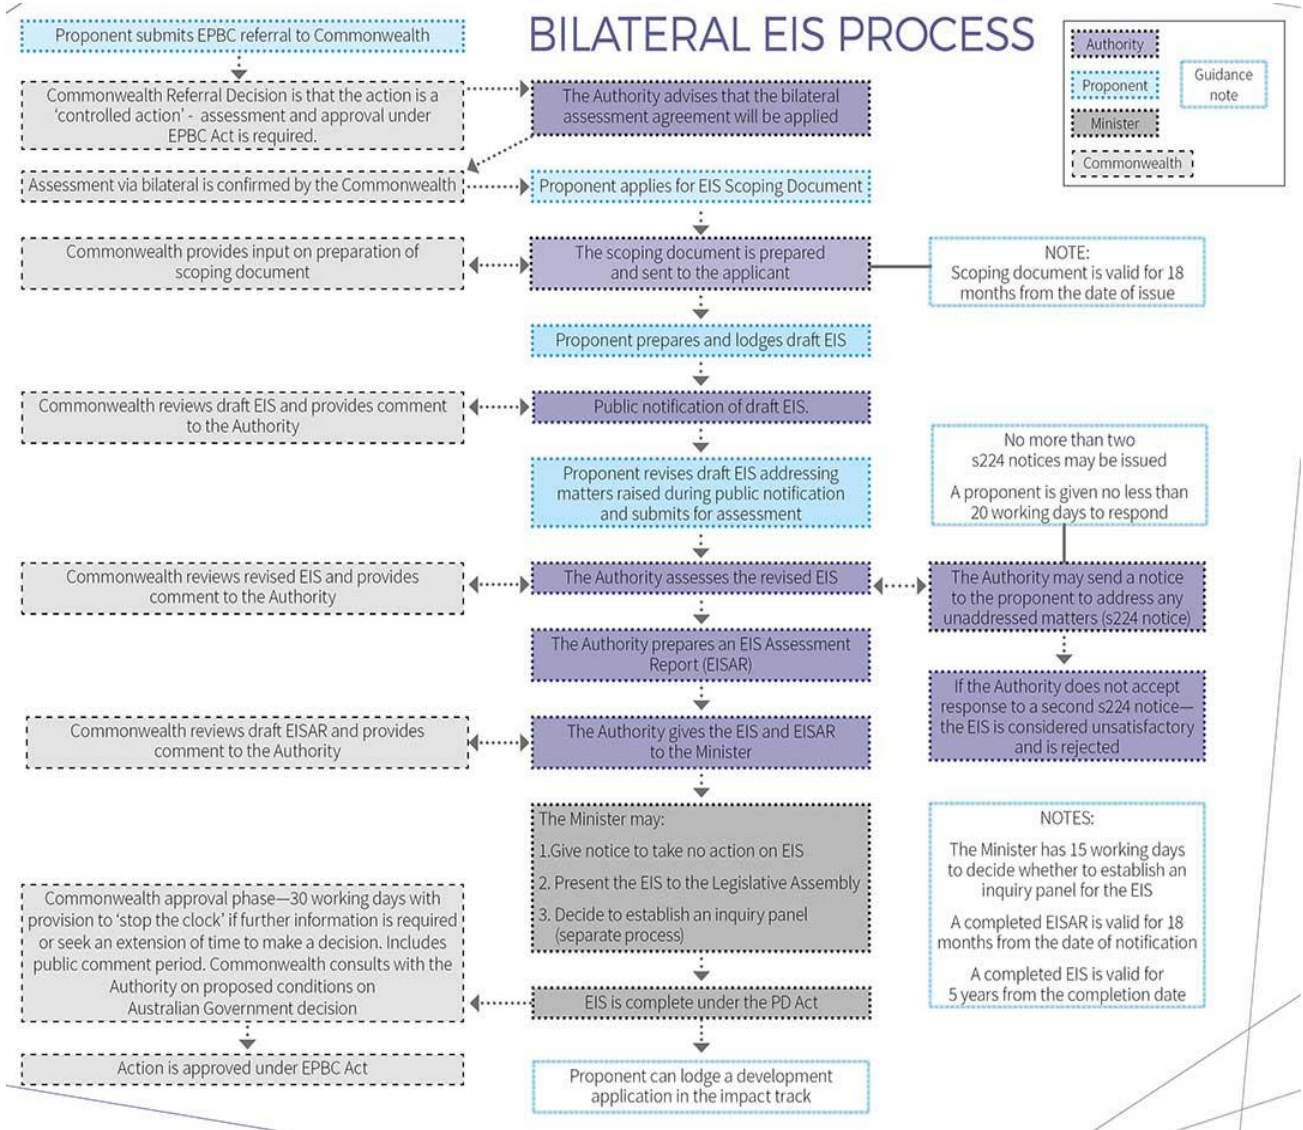 BILATERAL EIS PROCESS
Authority
Proponent
Minister
Commonwealth
Guidance
note
Proponent submits EPBC referral to Commonwealth
Commonwealth Referral Decision is that the action is a
‘controlled action’ - assessment and approval under
EPBC Act is required.
The Authority advises that the bilateral
assessment agreement will be applied
Assessment via bilateral is confirmed by the Commonwealth
Proponent applies for EIS Scoping Document
Commonwealth provides input on preparation of
scoping document
The scoping document is prepared
and sent to the applicant
NOTE:
Scoping document is valid for 18
months from the date of issue
Proponent prepares and lodges draft EIS
Commonwealth reviews draft EIS and provides comment
to the Authority
Public notification of draft EIS.
Proponent revises draft EIS addressing
matters raised during public notification
and submits for assessment
No more than two
s224 notices may be issued
A proponent is given no less than
20 working days to respond
Commonwealth reviews revised EIS and provides
comment to the Authority
The Authority assesses the revised EIS
The Authority may send a notice
to the proponent to address any
unaddressed matters (s224 notice)
The Authority prepares an EIS Assessment
Report (EISAR)
If the Authority does not accept
response to a second s224 notice—
the EIS is considered unsatisfactory
and is rejected
Commonwealth reviews draft EISAR and provides
comment to the Authority
The Authority gives the EIS and EISAR
to the Minister
The Minister may:
1.Give notice to take no action on EIS
2. Present the EIS to the Legislative Assembly
3. Decide to establish an inquiry panel
(separate process)
NOTES:
The Minister has 15 working days
to decide whether to establish an
inquiry panel for the EIS
A completed EISAR is valid for 18
months from the date of notification
A completed EIS is valid for
5 years from the completion date
Commonwealth approval phase—30 working days with
provision to ‘stop the clock’ if further information is required
or seek an extension of time to make a decision. Includes
public comment period. Commonwealth consults with the
Authority on proposed conditions on
Australian Government decision
EIS is complete under the PD Act
Action is approved under EPBC Act
Proponent can lodge a development
application in the impact track